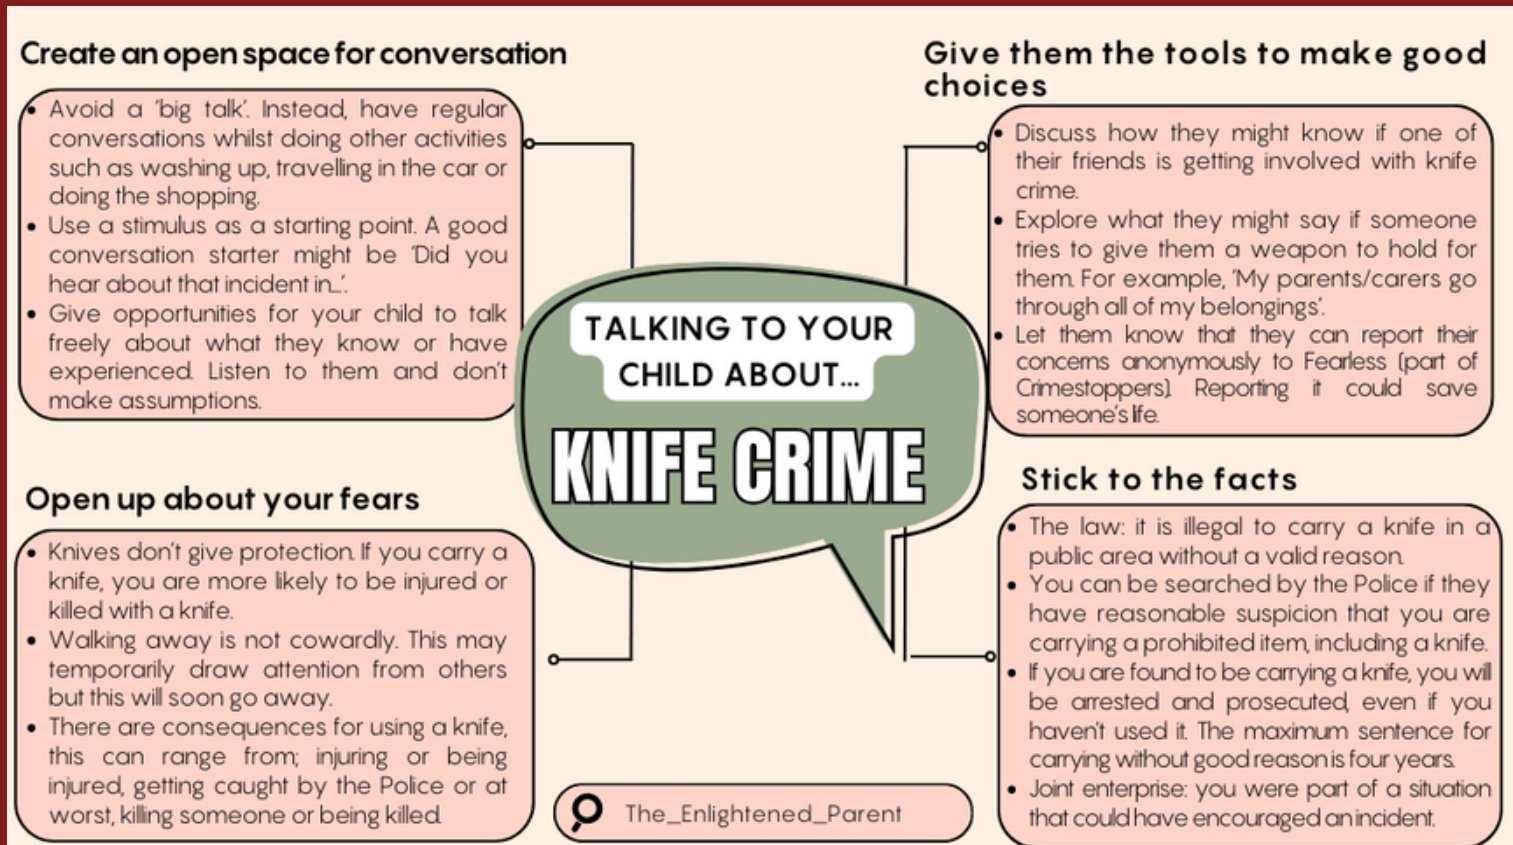 Create an open space for conversation
Avoid a 'big talk'. Instead, have regular
conversations whilst doing other activities
such as washing up, travelling in the car or
doing the shopping.
Use a stimulus as a starting point. A good
conversation starter might be 'Did you
hear about that incident in...'.
Give opportunities for your child to talk
freely about what they know or have
experienced. Listen to them and don't
make assumptions.
Give them the tools to make good
choices
Discuss how they might know if one of
their friends is getting involved with knife
crime.
Explore what they might say if someone
tries to give them a weapon to hold for
them. For example, 'My parents/carers go
through all of my belongings'.
Let them know that they can report their
concerns anonymously to Fearless (part of
Crimestoppers). Reporting it could save
someone's life.
TALKING TO YOUR
CHILD ABOUT...
KNIFE CRIME
Open up about your fears
Knives don't give protection. If you carry a
knife, you are more likely to be injured or
killed with a knife.
Walking away is not cowardly. This may
temporarily draw attention from others
but this will soon go away.
There are consequences for using a knife,
this can range from; injuring or being
injured, getting caught by the Police or at
worst, killing someone or being killed.
Stick to the facts
The law: it is illegal to carry a knife in a
public area without a valid reason.
You can be searched by the Police if they
have reasonable suspicion that you are
carrying a prohibited item, including a knife.
If you are found to be carrying a knife, you will
be arrested and prosecuted, even if you
haven't used it. The maximum sentence for
carrying without good reason is four years.
Joint enterprise: you were part of a situation
that could have encouraged an incident.
The_Enlightened_Parent